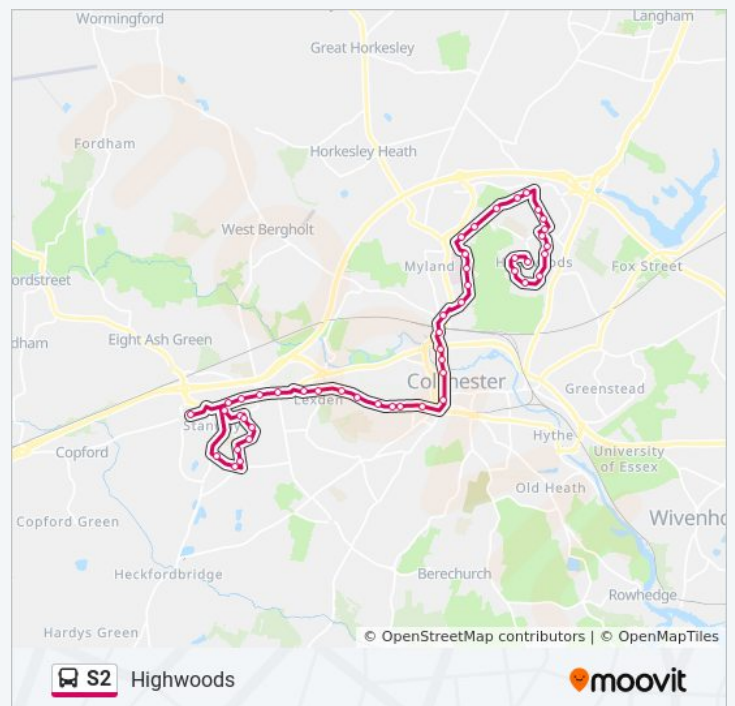 Wormingford
Langham
Great Horkesley
Fordham
Horkesley Heath
West Bergholt
Myland
Fox Street
ordstreet
dham
Eight Ash Green
Colchester
Greenstead
Lexden
Copford
Hythe
University
of Essex
Old Heath
Copford Green
Wivenho
Heckfordbridge
Berechurch
Rowhedge
Hardys Green
© OpenStreetMap contributors | © OpenMapTiles
S2 Highwoods
moovit